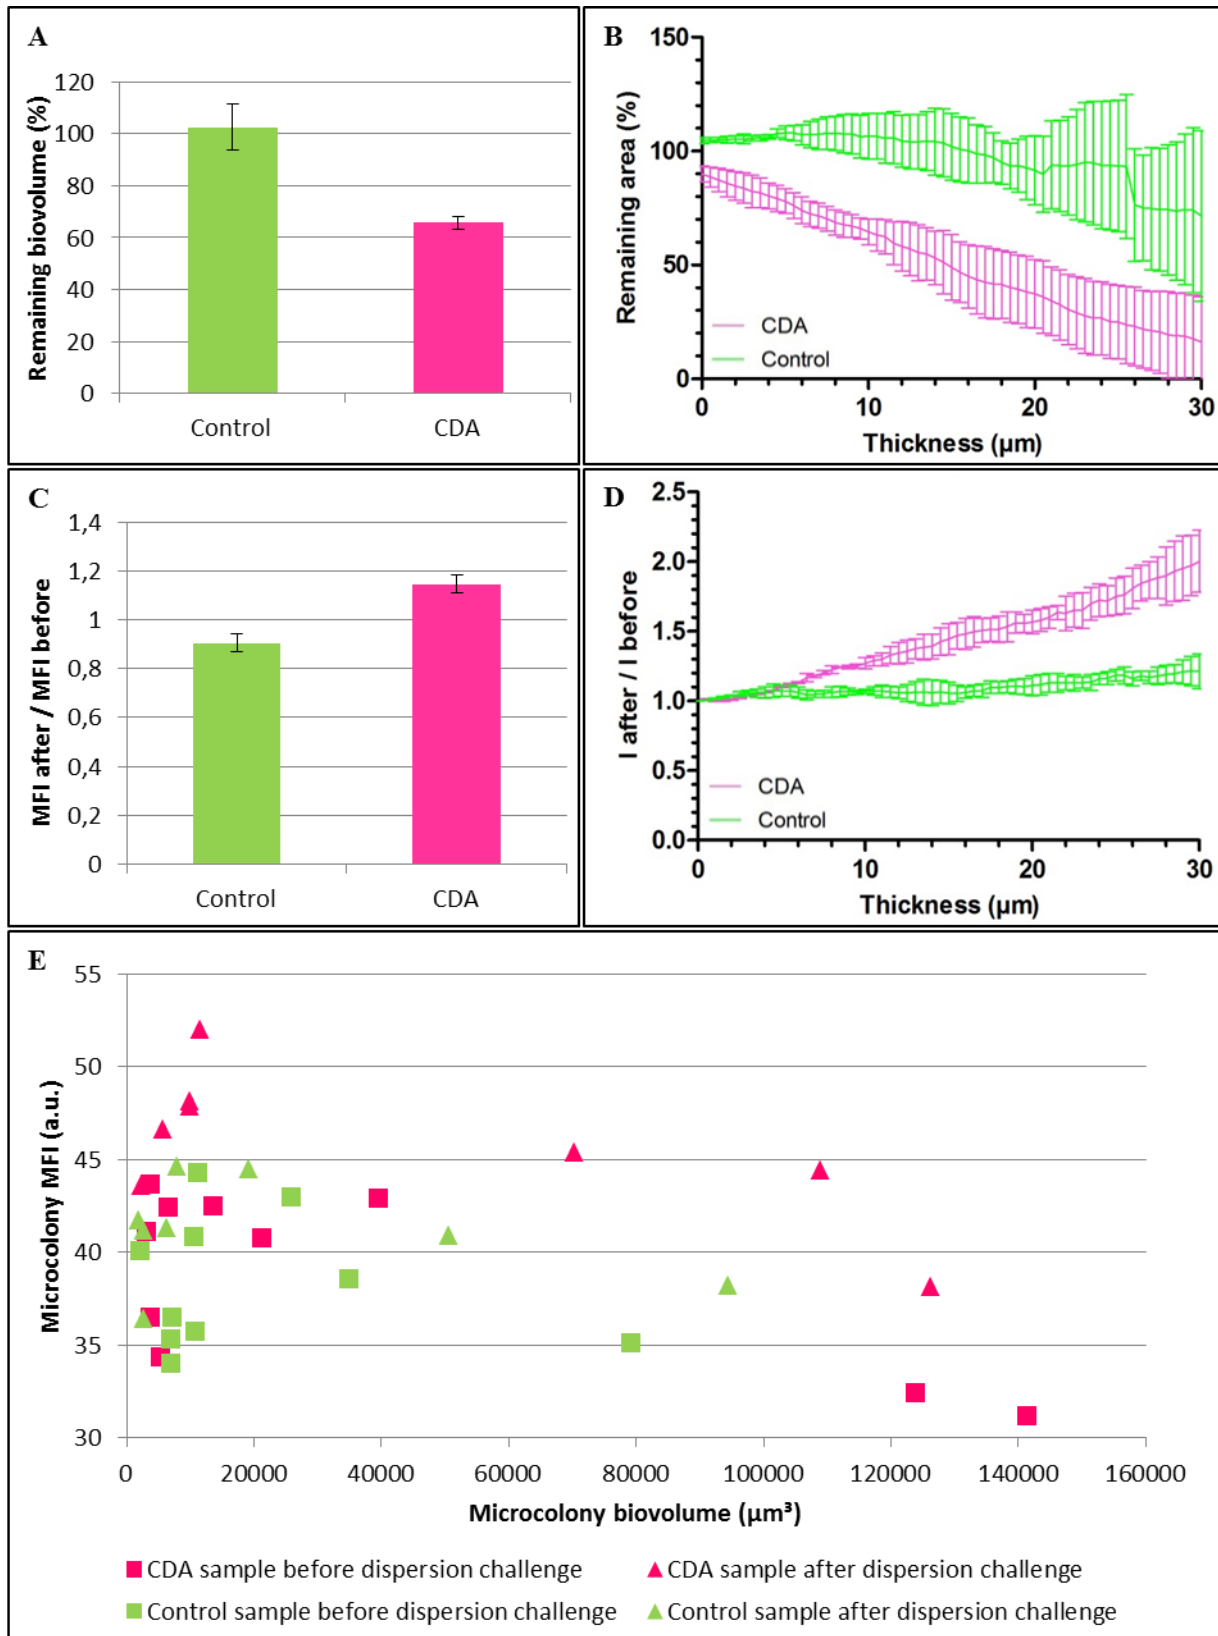 A
Remaining biovolume (%)
120
100
80
60
40
20
0
Control
CDA
B
Remaining area (%)
150
100
50
0
CDA
Control
0
10
20
30
Thickness (µm)
C
MFI after / MFI before
1,4
1,2
1
0,8
0,6
0,4
0,2
0
Control
CDA
D
I after / I before
2.5
2.0
1.5
1.0
0.5
0.0
CDA
Control
0
10
20
30
Thickness (µm)
E
Microcolony MFI (a.u.)
55
50
45
40
35
30
0
20000
40000
60000
80000
100000
120000
140000
160000
Microcolony biovolume (µm³)
CDA sample before dispersion challenge
CDA sample after dispersion challenge
Control sample before dispersion challenge
Control sample after dispersion challenge